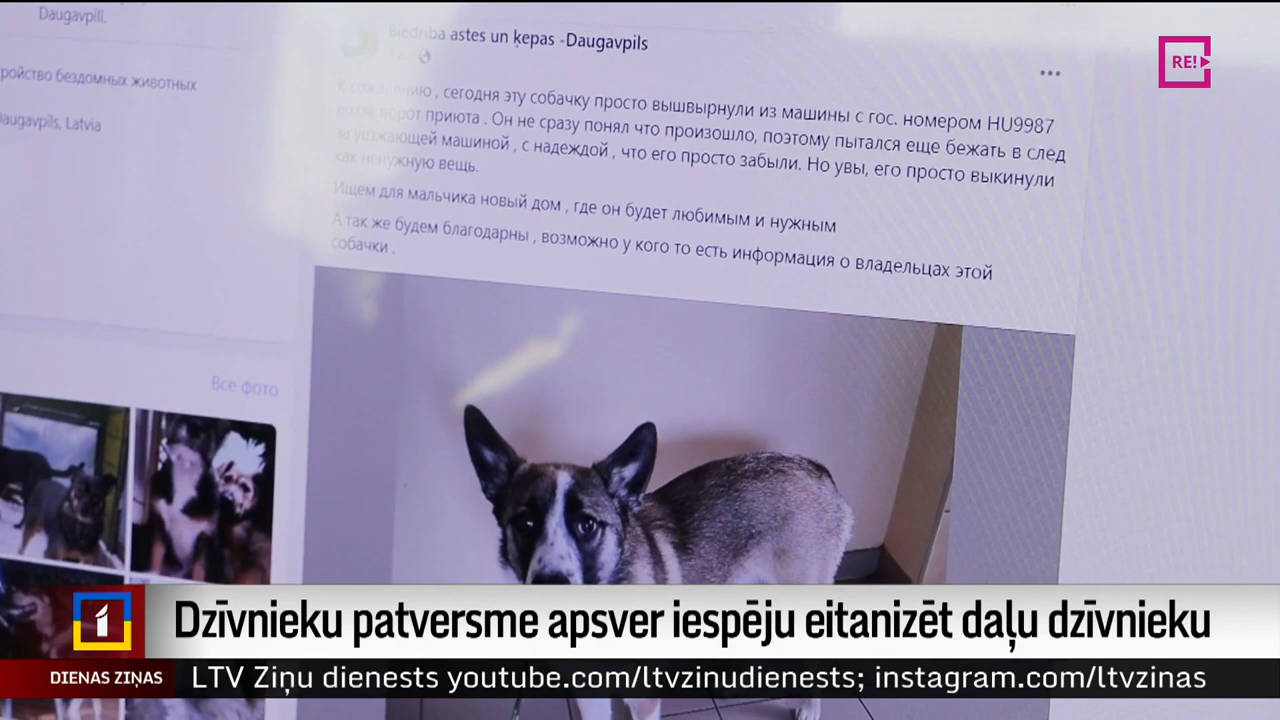 Daugavpilī.
ройство бездомных животных
Daugavpils, Latvia
Все фото
Biedrība astes un ķepas -Daugavpils
К сожалению , сегодня эту собачку просто вышвырнули из машины с гос. номером HU9987
возле ворот приюта . Он не сразу понял что произошло, поэтому пытался еще бежать в след
за уезжающей машиной , с надеждой , что его просто забыли. Но увы, его просто выкинули
как ненужную вещь.
Ищем для мальчика новый дом , где он будет любимым и нужным
А так же будем благодарны , возможно у кого то есть информация о владельцах этой
собачки .
RE!
1
Dzīvnieku patversme apsver iespēju eitanizēt daļu dzīvnieku
DIENAS ZIŅAS
LTV Ziņu dienests youtube.com/ltvzinudienests; instagram.com/ltvzinas